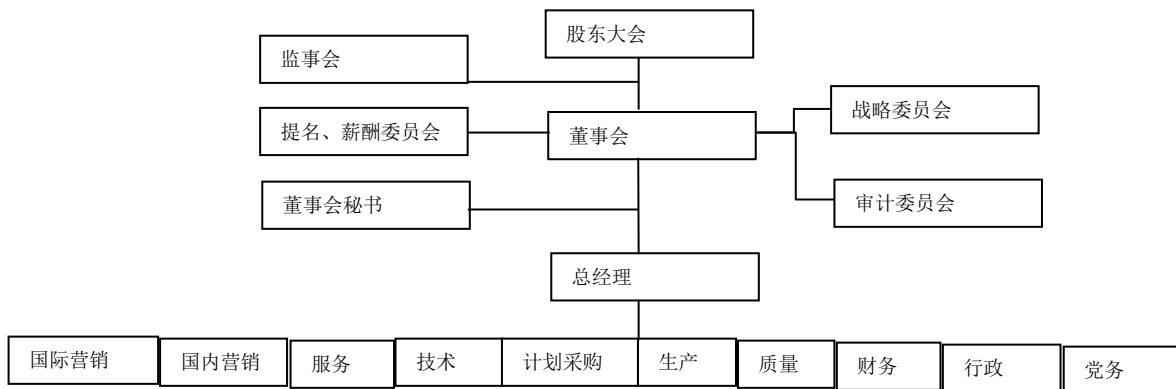 股东大会
监事会
战略委员会
提名、薪酬委员会
董事会
董事会秘书
审计委员会
总经理
国际营销
国内营销
服务
技术
计划采购
生产
质量
财务
行政
党务